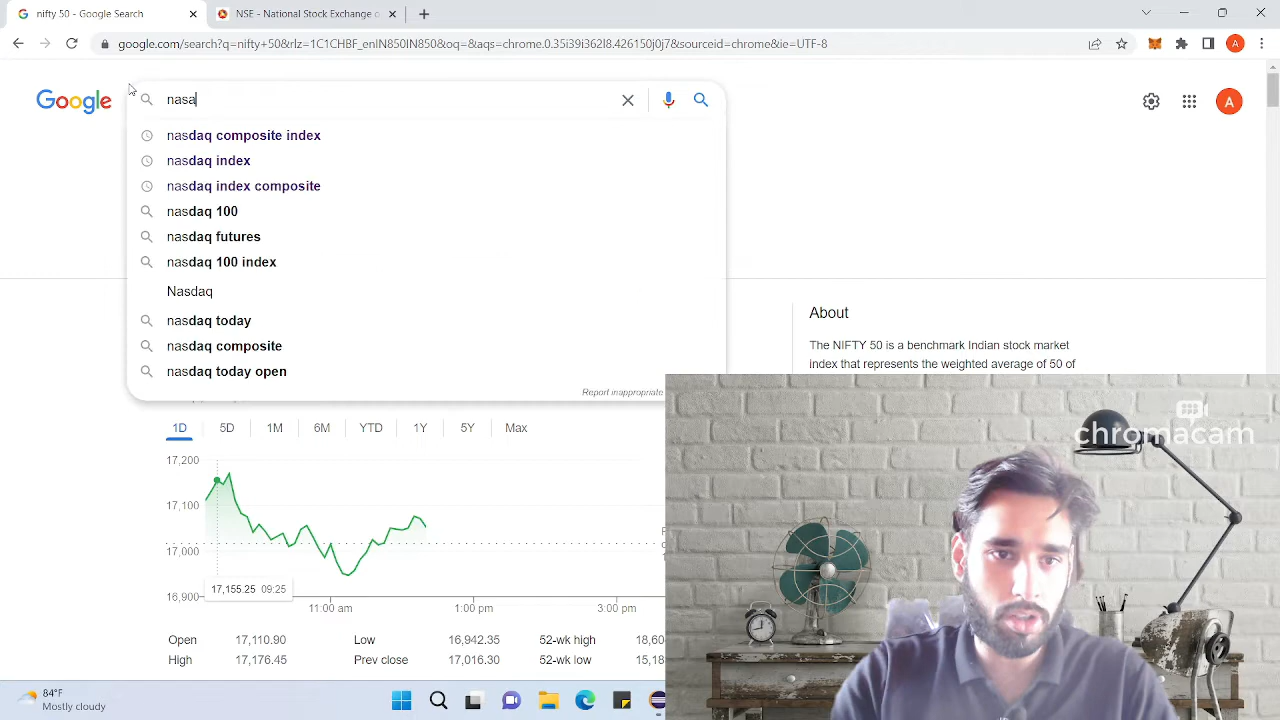 nifty 50 - Google Search
NSE - National Stock Exchange o
google.com/search?q=nifty+50&rlz=1C1CHBF_enIN850IN850&oq=&aqs=chrome.0.35i39i362l8.426150j0j7&sourceid=chrome&ie=UTF-8
A
Google
nasa
A
nasdaq composite index
nasdaq index
nasdaq index composite
nasdaq 100
nasdaq futures
nasdaq 100 index
Nasdaq
nasdaq today
nasdaq composite
nasdaq today open
Report inappropriate
About
The NIFTY 50 is a benchmark Indian stock market
index that represents the weighted average of 50 of
1D 5D 1M 6M YTD 1Y 5Y Max
17,200
17,100
17,000
16,900
17,155.25 09:25
11:00 am 1:00 pm 3:00 pm
Open 17,110.90 Low 16,942.35 52-wk high 18,60
High 17,176.45 Prev close 17,016.30 52-wk low 15,18
chromacam
84°F
Mostly cloudy